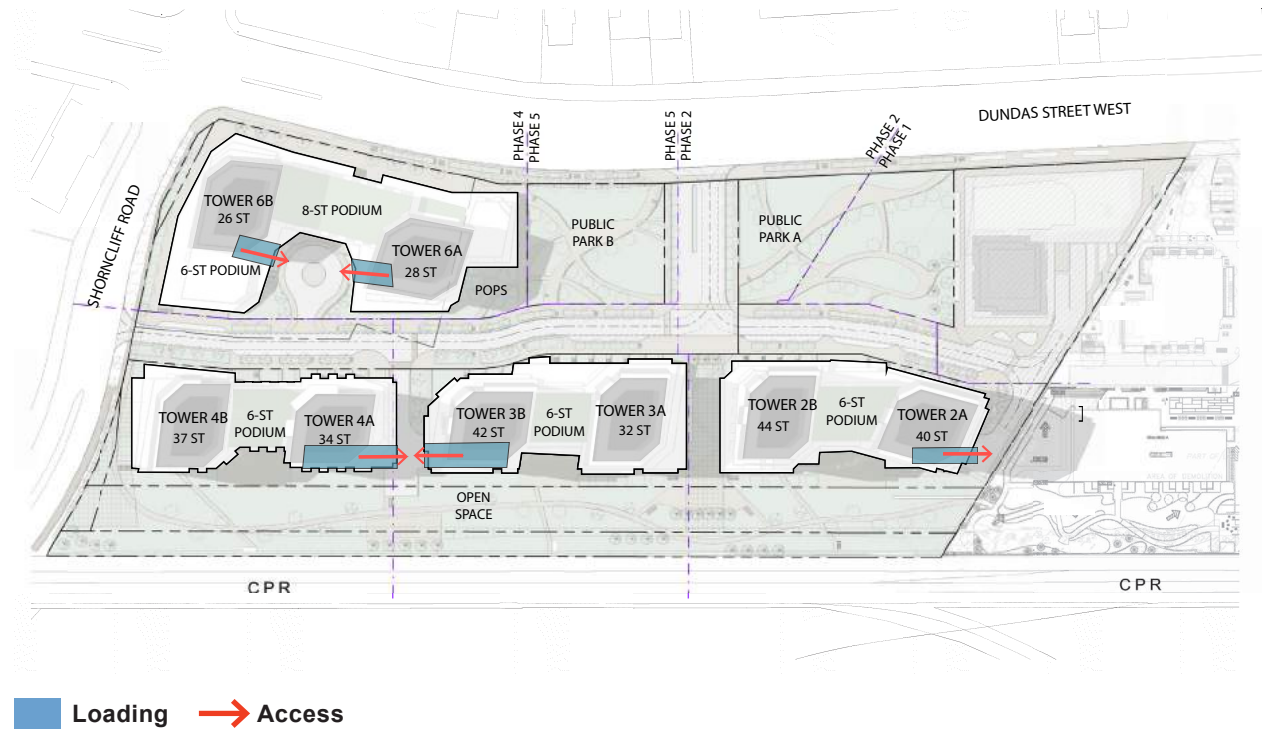 DUNDAS STREET WEST
PHASE 4
PHASE 5
PHASE 5
PHASE 2
PHASE 2
PHASE 1
SHORNCLIFF ROAD
TOWER 6B
26 ST
8-ST PODIUM
6-ST PODIUM
TOWER 6A
28 ST
POPS
PUBLIC
PARK B
PUBLIC
PARK A
TOWER 4B
37 ST
6-ST
PODIUM
TOWER 4A
34 ST
TOWER 3B
42 ST
6-ST
PODIUM
TOWER 3A
32 ST
TOWER 2B
44 ST
6-ST
PODIUM
TOWER 2A
40 ST
OPEN
SPACE
CPR
CPR
Loading
Access